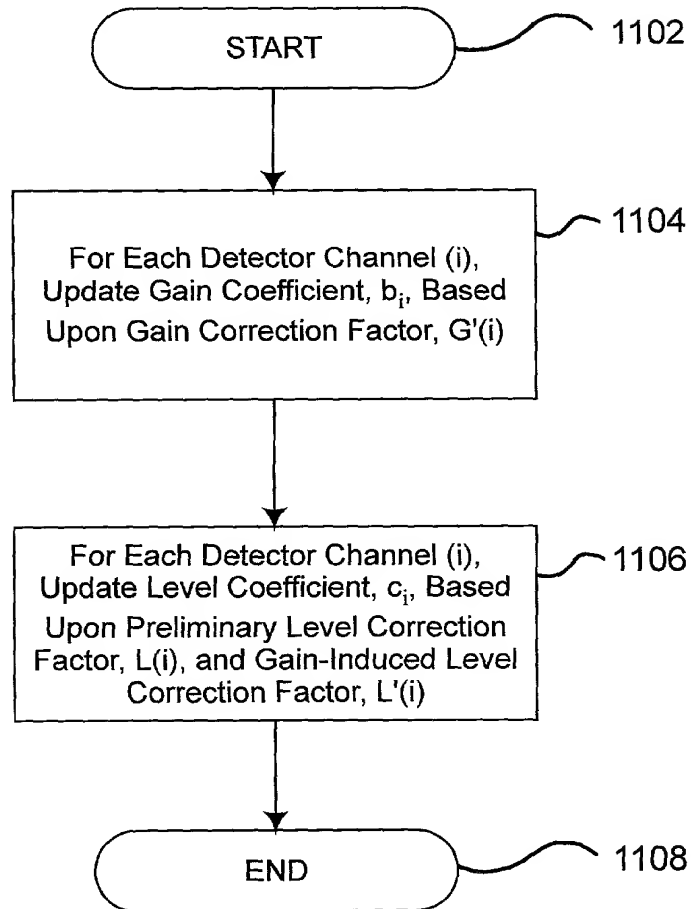 START
1102
For Each Detector Channel (i),
Update Gain Coefficient, bᵢ, Based
Upon Gain Correction Factor, G'(i)
1104
For Each Detector Channel (i),
Update Level Coefficient, cᵢ, Based
Upon Preliminary Level Correction
Factor, L(i), and Gain-Induced Level
Correction Factor, L'(i)
1106
END
1108